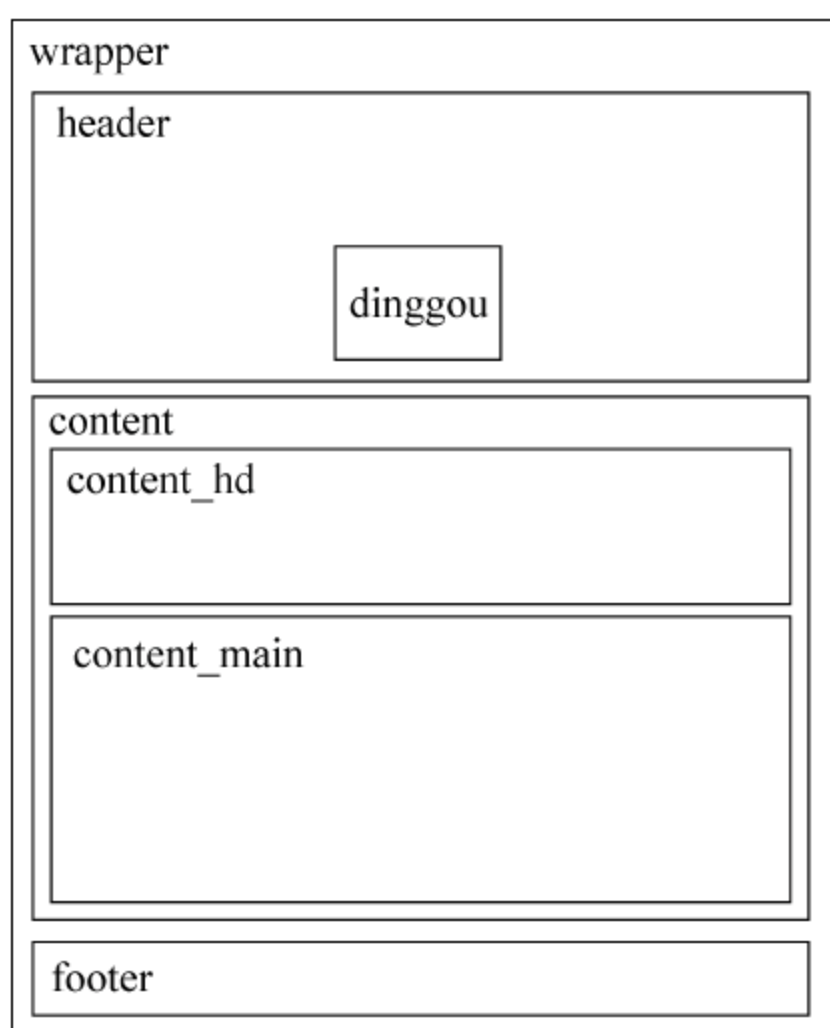 wrapper
header
dinggou
content
content_hd
content_main
footer